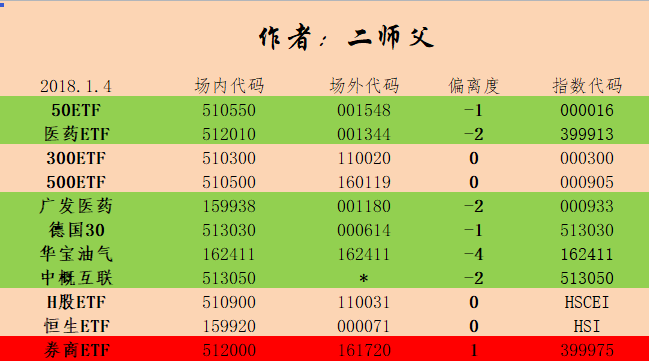 作者：二师父
2018.1.4 场内代码 场外代码 偏离度 指数代码
50ETF 510550 001548 -1 000016
医药ETF 512010 001344 -2 399913
300ETF 510300 110020 0 000300
500ETF 510500 160119 0 000905
广发医药 159938 001180 -2 000933
德国30 513030 000614 -1 513030
华宝油气 162411 162411 -4 162411
中概互联 513050 * -2 513050
H股ETF 510900 110031 0 HSCEI
恒生ETF 159920 000071 0 HSI
券商ETF 512000 161720 1 399975